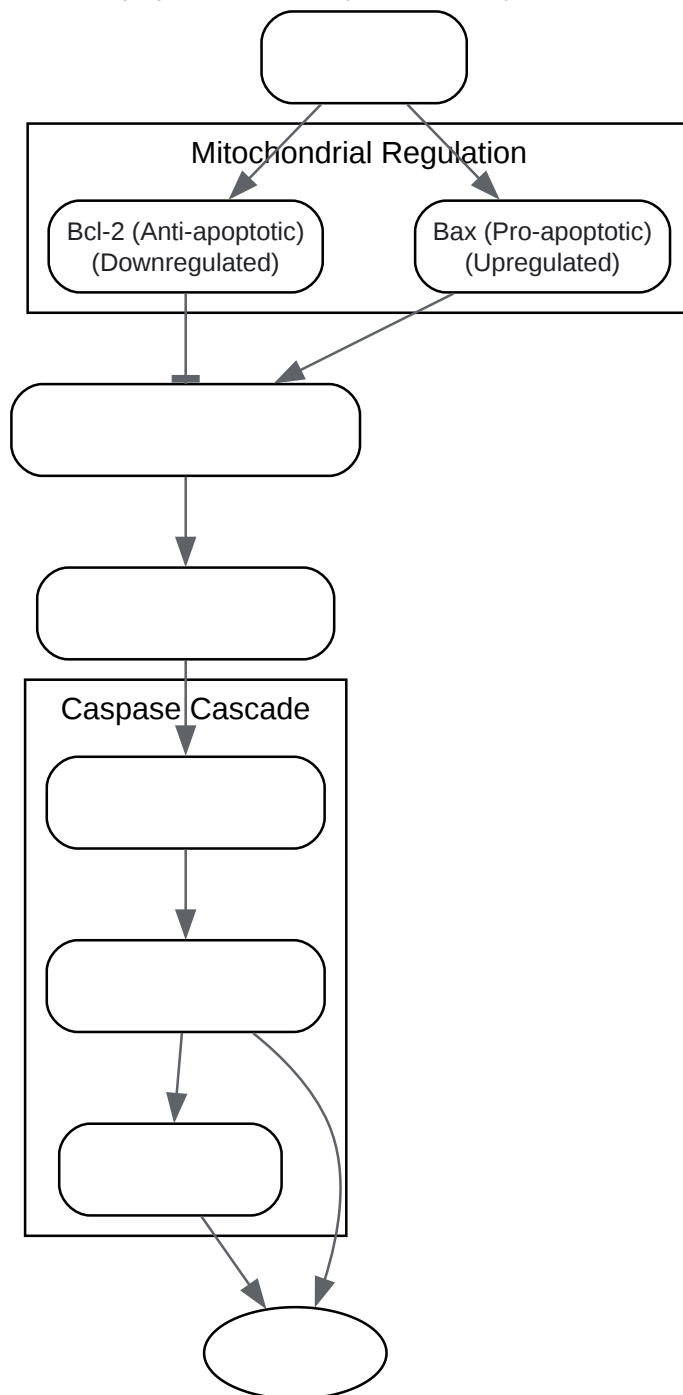 Mitochondrial Regulation
Bcl-2 (Anti-apoptotic)
(Downregulated)
Bax (Pro-apoptotic)
(Upregulated)
Caspase Cascade